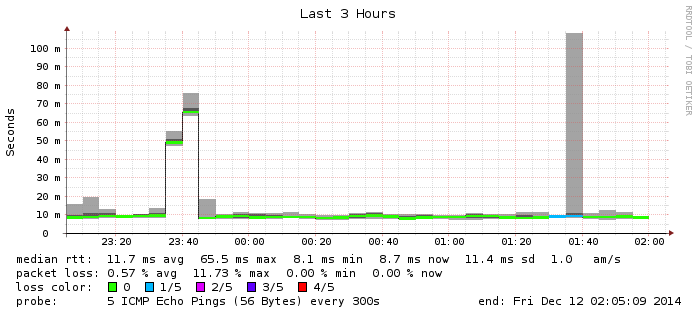 Last 3 Hours
RRDTOOL / TOBI OETIKER
Seconds
100 m
90 m
80 m
70 m
60 m
50 m
40 m
30 m
20 m
10 m
0
23:20 23:40 00:00 00:20 00:40 01:00 01:20 01:40 02:00
median rtt: 11.7 ms avg 65.5 ms max 8.1 ms min 8.7 ms now 11.4 ms sd 1.0 am/s
packet loss: 0.57 % avg 11.73 % max 0.00 % min 0.00 % now
loss color: 0 1/5 2/5 3/5 4/5
probe: 5 ICMP Echo Pings (56 Bytes) every 300s end: Fri Dec 12 02:05:09 2014